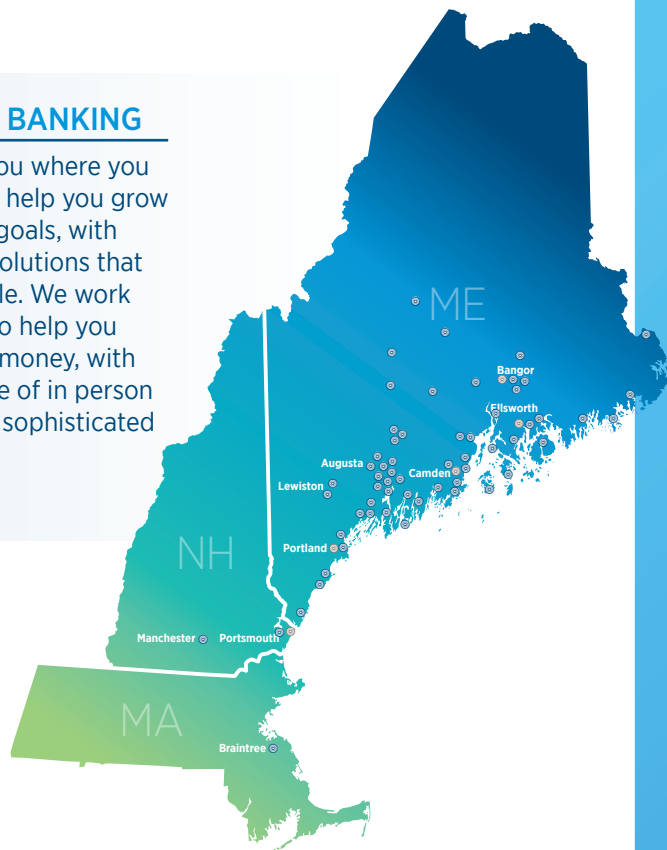 BANKING
ou where you
help you grow
goals, with
olutions that
le. We work
o help you
money, with
e of in person
sophisticated
ME
Bangor
Ellsworth
Augusta
Camden
Lewiston
NH
Portland
Manchester
Portsmouth
MA
Braintree